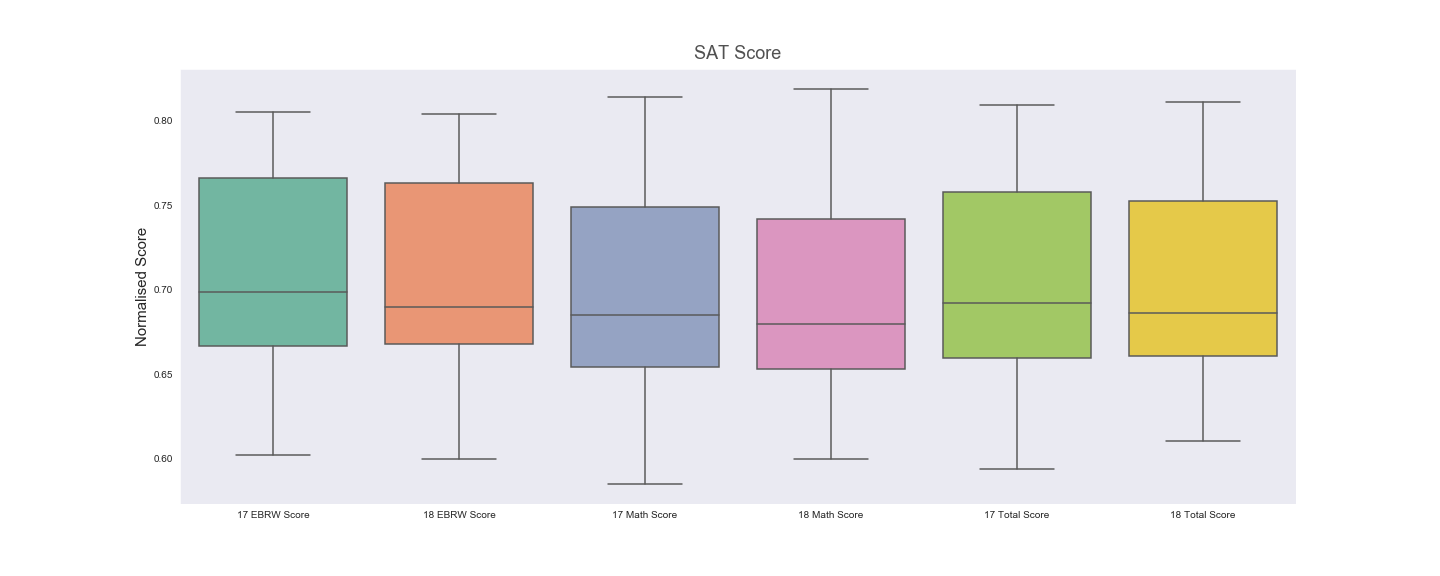 SAT Score
Normalised Score
0.80
0.75
0.70
0.65
0.60
17 EBRW Score
18 EBRW Score
17 Math Score
18 Math Score
17 Total Score
18 Total Score